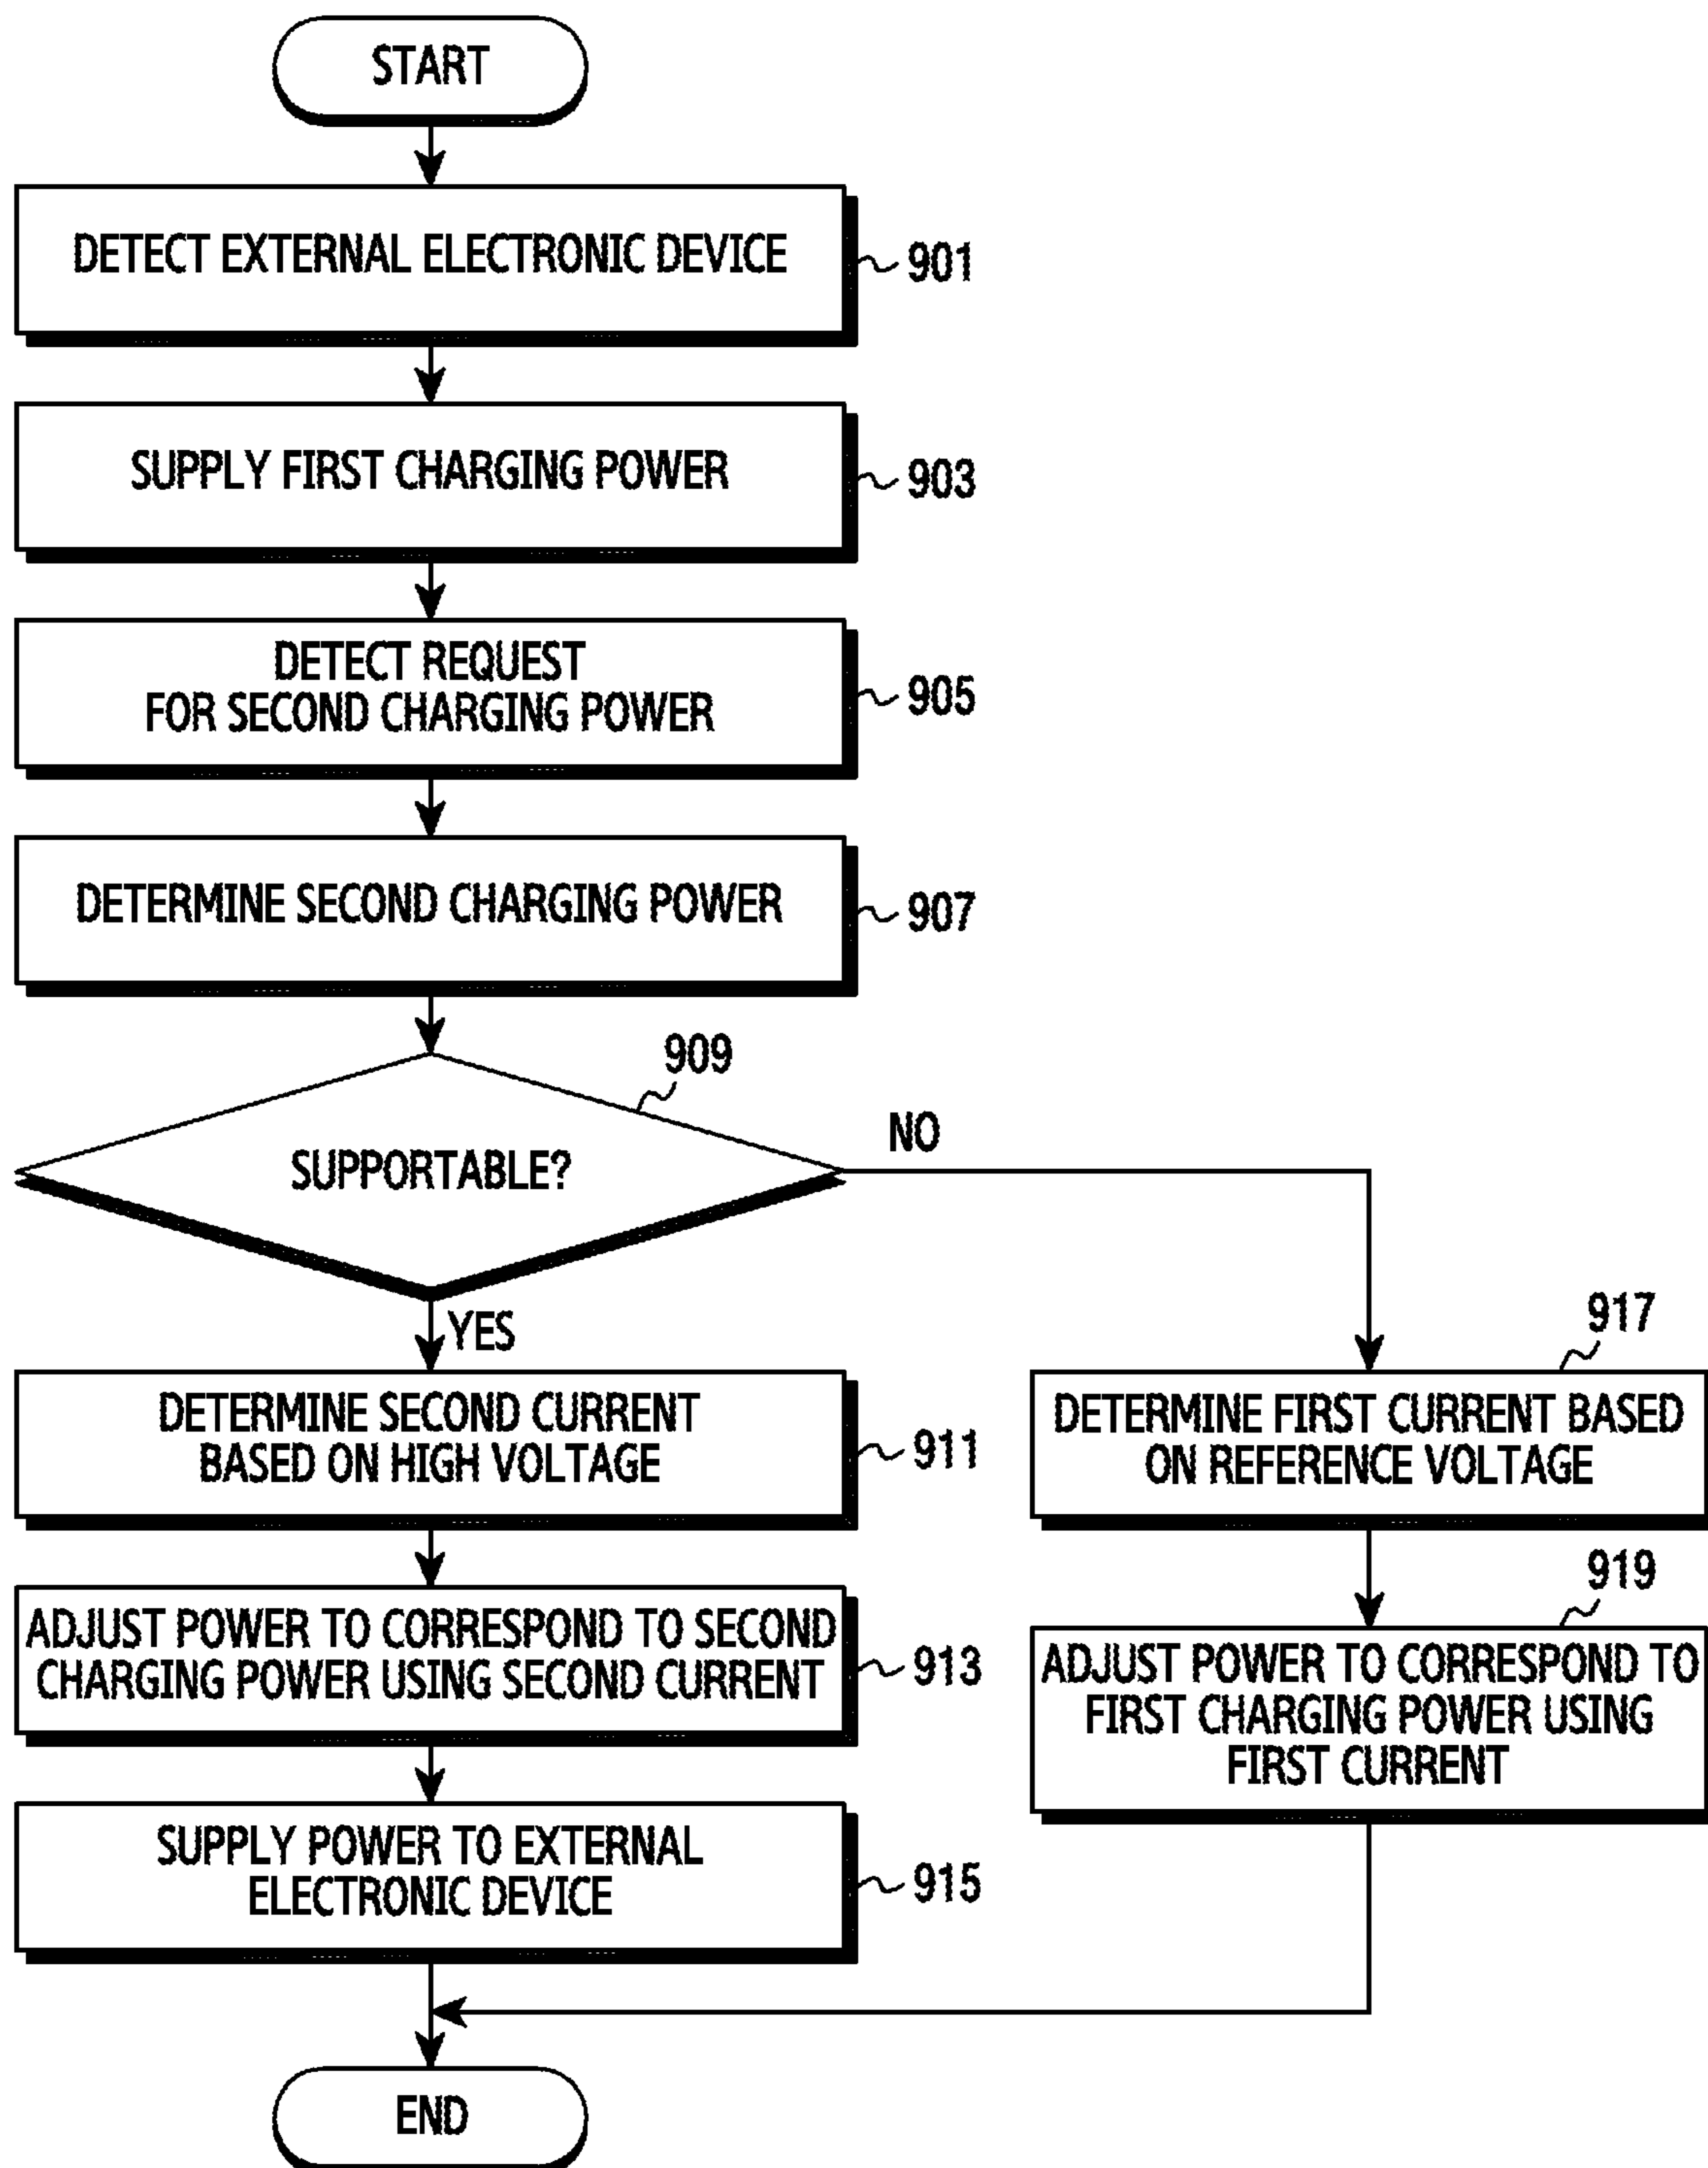 START
DETECT EXTERNAL ELECTRONIC DEVICE
901
SUPPLY FIRST CHARGING POWER
903
DETECT REQUEST
FOR SECOND CHARGING POWER
905
DETERMINE SECOND CHARGING POWER
907
909
SUPPORTABLE?
NO
YES
DETERMINE SECOND CURRENT
BASED ON HIGH VOLTAGE
911
917
DETERMINE FIRST CURRENT BASED
ON REFERENCE VOLTAGE
ADJUST POWER TO CORRESPOND TO SECOND
CHARGING POWER USING SECOND CURRENT
913
919
ADJUST POWER TO CORRESPOND TO
FIRST CHARGING POWER USING
FIRST CURRENT
SUPPLY POWER TO EXTERNAL
ELECTRONIC DEVICE
915
END